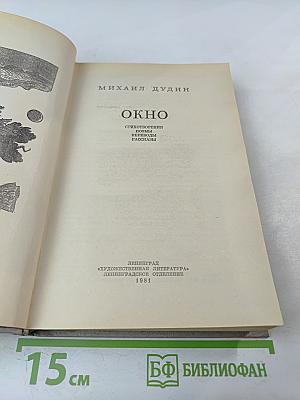 МИХАИЛ ДУДИН
ОКНО
СТИХОТВОРЕНИЯ
ПОЭМЫ
ПЕРЕВОДЫ
РАССКАЗЫ
ЛЕНИНГРАД
«ХУДОЖЕСТВЕННАЯ ЛИТЕРАТУРА»
ЛЕНИНГРАДСКОЕ ОТДЕЛЕНИЕ
1981
15 см
БФ БИБЛИОФАН